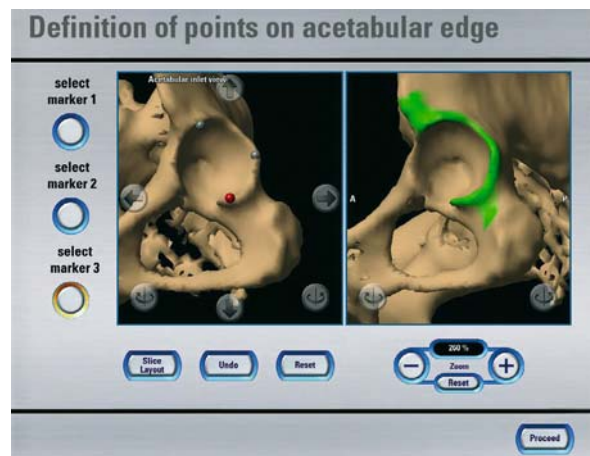 Definition of points on acetabular edge
select
marker 1
select
marker 2
select
marker 3
Acetabular inlet view
A
Slice
Layout
Undo
Reset
260 %
Zoom
Reset
Proceed